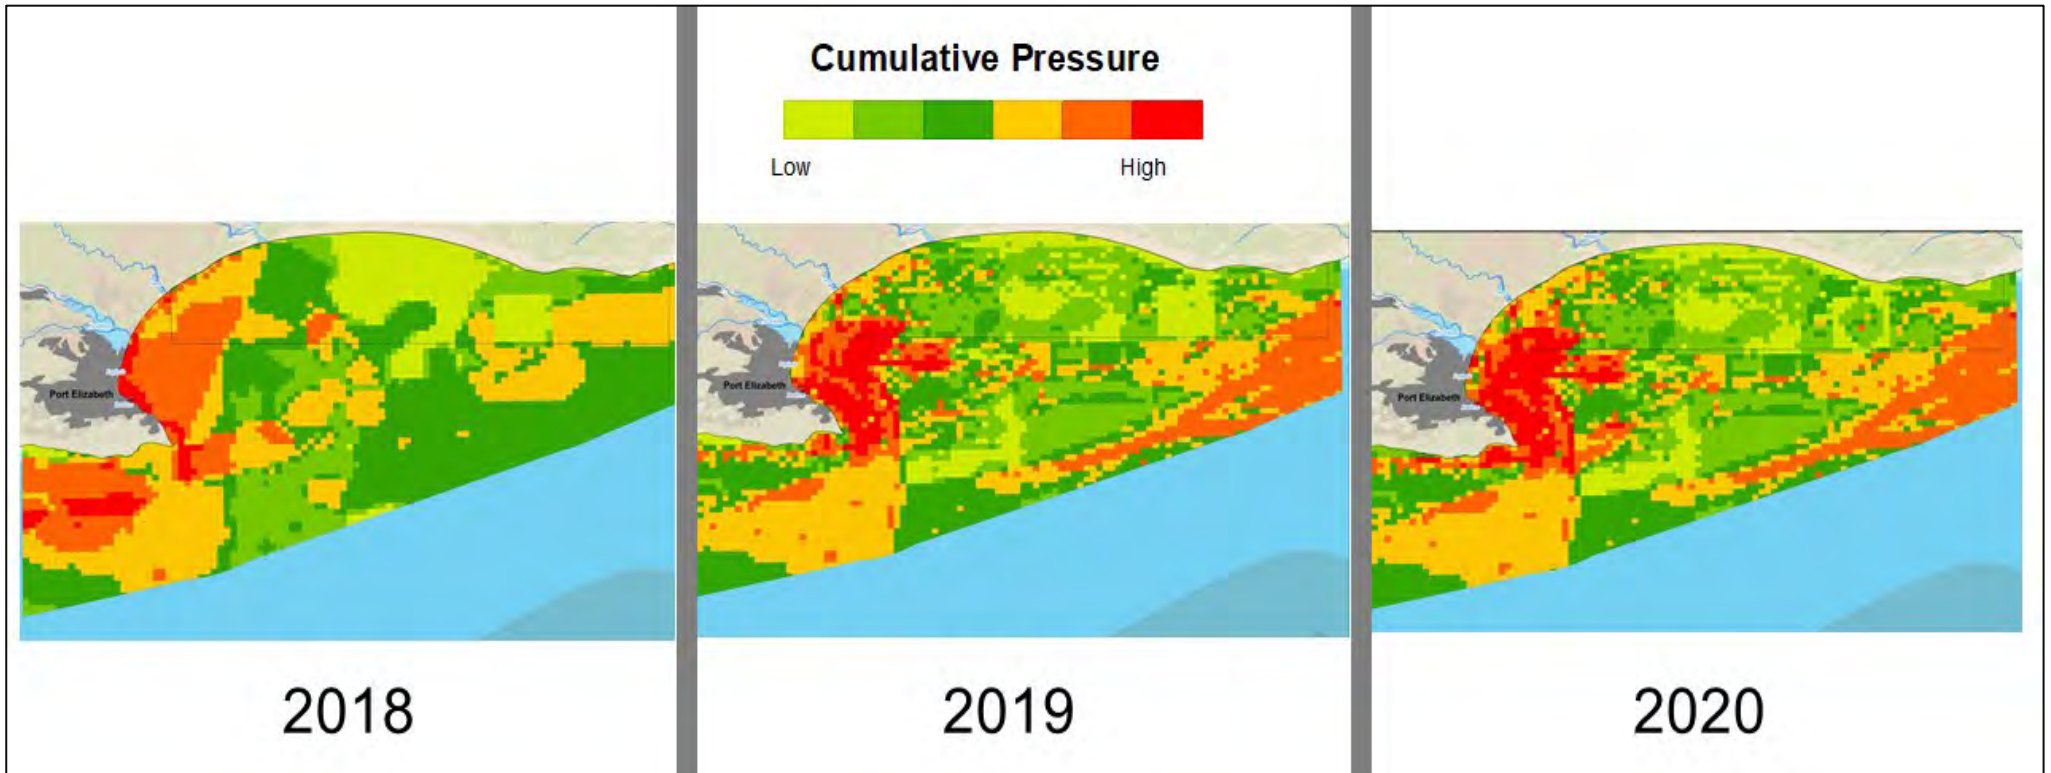 Cumulative Pressure
Low
High
Port Elizabeth
Port Elizabeth
Port Elizabeth
2018
2019
2020